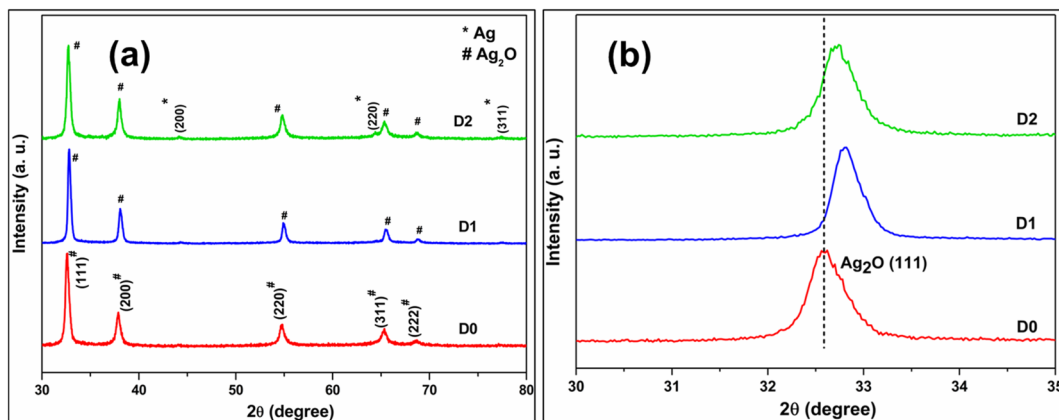 (a)
* Ag
# Ag2O
#
#
*
(200)
#
*
(220)
#
#
*
(311)
D2
#
#
#
#
#
D1
#
(111)
#
(200)
#
(220)
#
(311)
#
(222)
D0
30 40 50 60 70 80
2θ (degree)
Intensity (a. u.)
(b)
D2
D1
Ag2O (111)
D0
30 31 32 33 34 35
2θ (degree)
Intensity (a. u.)